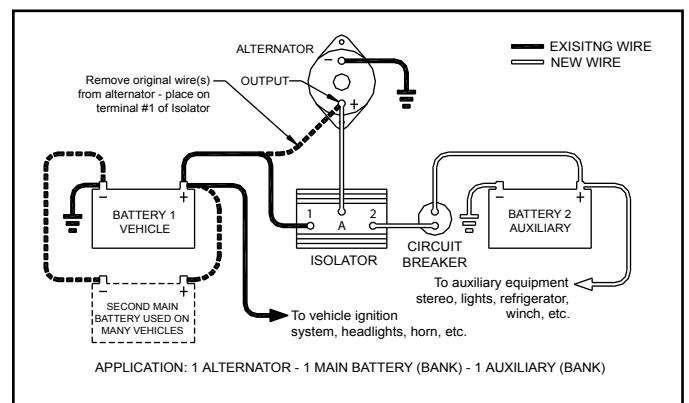 ALTERNATOR
EXISITNG WIRE
NEW WIRE
Remove original wire(s)
from alternator - place on
terminal #1 of Isolator
OUTPUT
-
+
- +
BATTERY 1
VEHICLE
1 A 2
ISOLATOR
CIRCUIT
BREAKER
- +
BATTERY 2
AUXILIARY
- +
SECOND MAIN
BATTERY USED ON
MANY VEHICLES
To auxiliary equipment
stereo, lights, refrigerator,
winch, etc.
To vehicle ignition
system, headlights, horn, etc.
APPLICATION: 1 ALTERNATOR - 1 MAIN BATTERY (BANK) - 1 AUXILIARY (BANK)